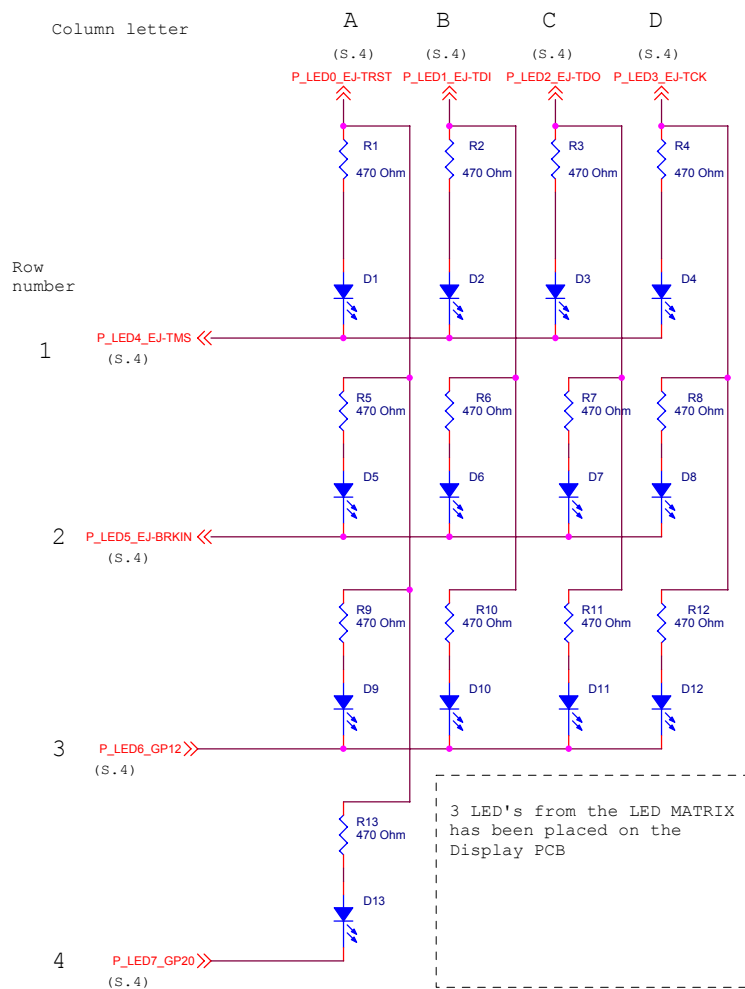 Column letter
A B C D
(S.4) (S.4) (S.4) (S.4)
P_LED0_EJ-TRST P_LED1_EJ-TDI P_LED2_EJ-TDO P_LED3_EJ-TCK
R1 R2 R3 R4
470 Ohm 470 Ohm 470 Ohm 470 Ohm
Row
number
D1 D2 D3 D4
1 P_LED4_EJ-TMS
(S.4)
R5 R6 R7 R8
470 Ohm 470 Ohm 470 Ohm 470 Ohm
D5 D6 D7 D8
2 P_LED5_EJ-BRKIN
(S.4)
R9 R10 R11 R12
470 Ohm 470 Ohm 470 Ohm 470 Ohm
D9 D10 D11 D12
3 P_LED6_GP12
(S.4)
3 LED's from the LED MATRIX
has been placed on the
Display PCB
R13
470 Ohm
D13
4 P_LED7_GP20
(S.4)